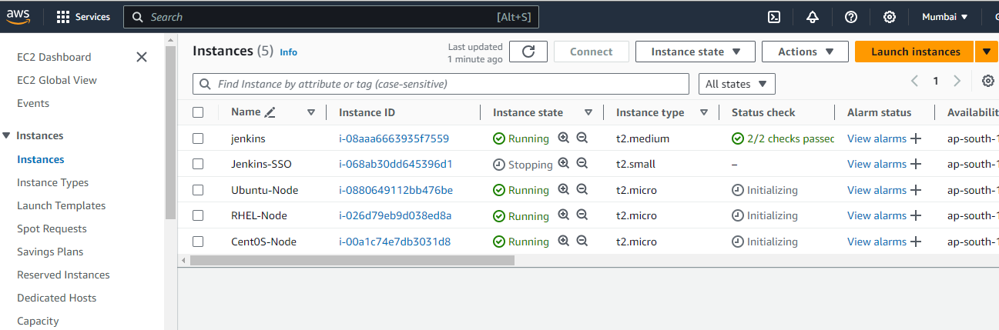 aws Services Search [Alt+S] Mumbai
EC2 Dashboard
EC2 Global View
Events
Instances
Instances
Instance Types
Launch Templates
Spot Requests
Savings Plans
Reserved Instances
Dedicated Hosts
Capacity
Instances (5) Info
Last updated
1 minute ago
Connect Instance state Actions Launch instances
Find Instance by attribute or tag (case-sensitive) All states 1
Name Instance ID Instance state Instance type Status check Alarm status Availabilit
jenkins i-08aaa6663935f7559 Running t2.medium 2/2 checks passed View alarms + ap-south-1
Jenkins-SSO i-068ab30dd645396d1 Stopping t2.small – View alarms + ap-south-1
Ubuntu-Node i-0880649112bb476be Running t2.micro Initializing View alarms + ap-south-1
RHEL-Node i-026d79eb9d038ed8a Running t2.micro Initializing View alarms + ap-south-1
Cent0S-Node i-00a1c74e7db3031d8 Running t2.micro Initializing View alarms + ap-south-1